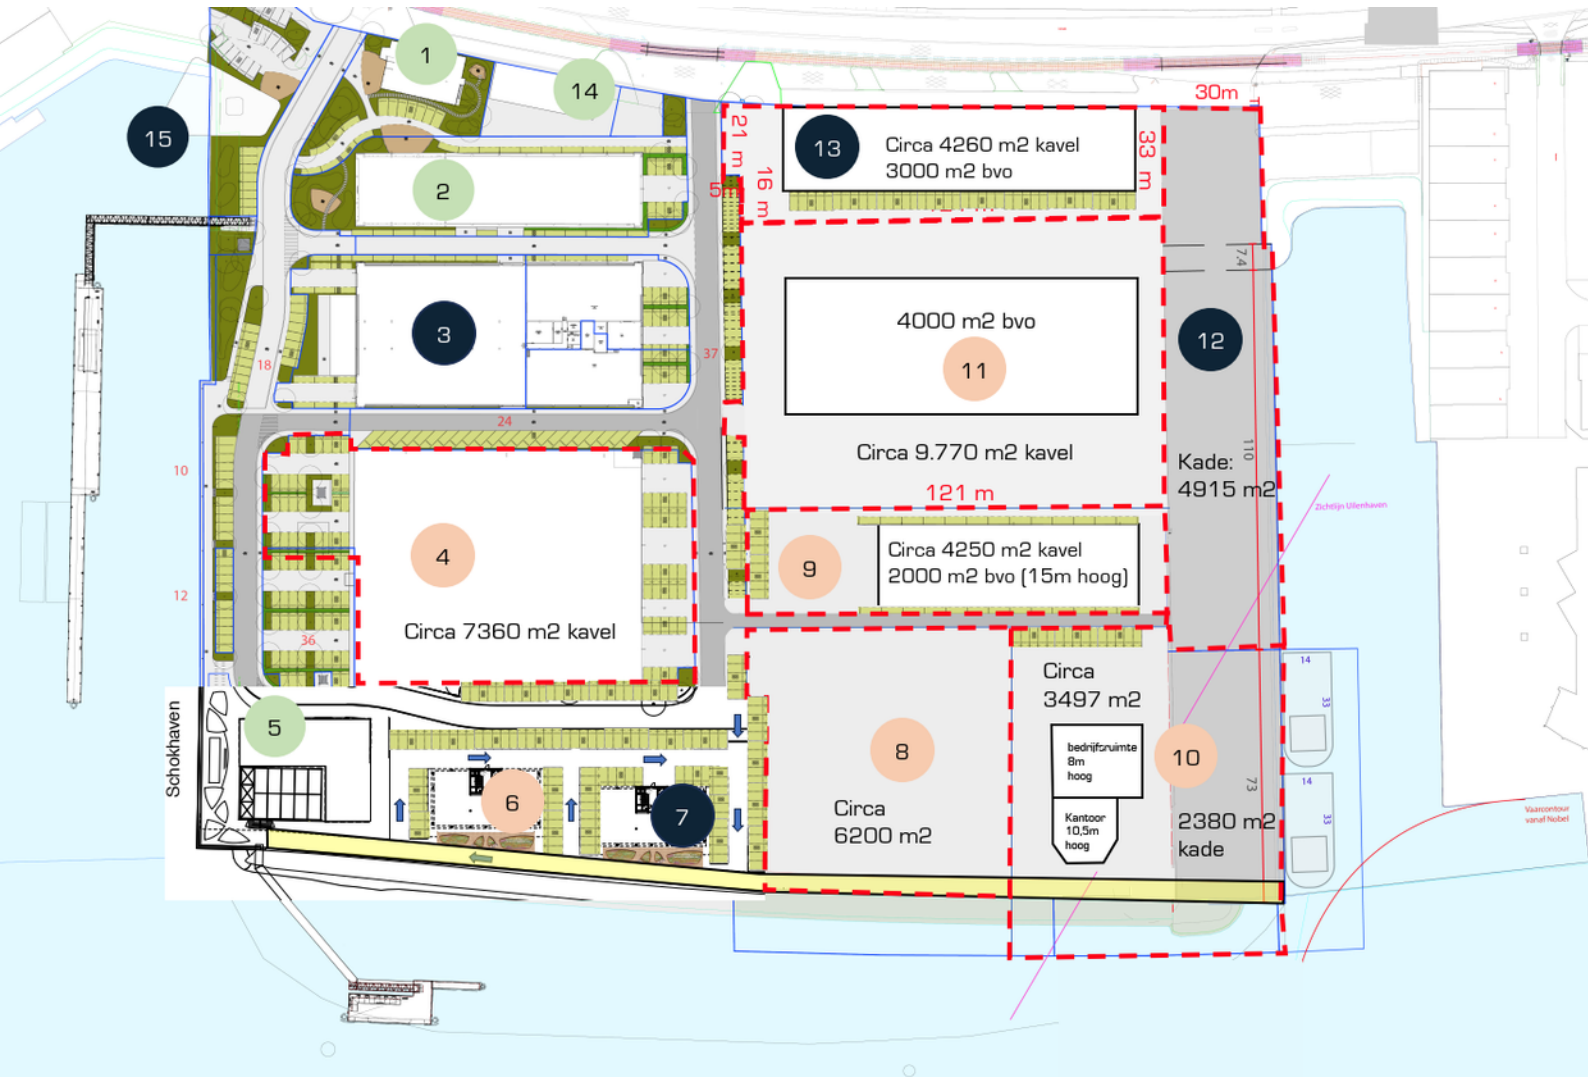 1
14
15
2
30m
21 m
13
Circa 4260 m2 kavel
3000 m2 bvo
33 m
16 m
3
18
37
24
4000 m2 bvo
11
Circa 9.770 m2 kavel
121 m
7.4
12
110
Kade:
4915 m2
Zichtlijn Uilenhaven
10
12
4
Circa 7360 m2 kavel
36
9
Circa 4250 m2 kavel
2000 m2 bvo (15m hoog)
Schokhaven
5
6
7
8
Circa
6200 m2
Circa
3497 m2
bedrijfsruimte
8m
hoog
Kantoor
10,5m
hoog
10
73
2380 m2
kade
14
33
14
33
Vaarcontour
vanaf Nobel